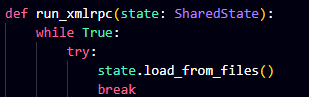 def run_xmlrpc(state: SharedState):
    while True:
        try:
            state.load_from_files()
            break